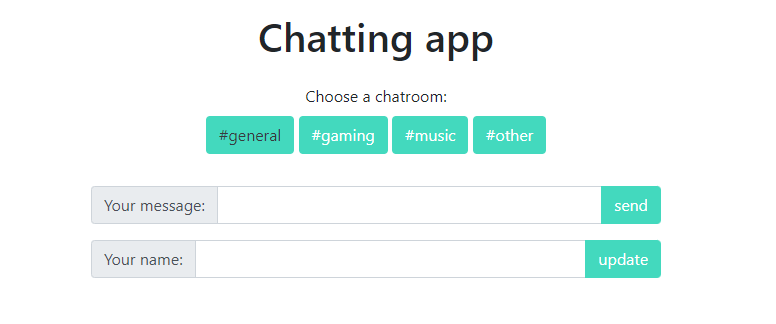 Chatting app
Choose a chatroom:
#general #gaming #music #other
Your message: send
Your name: update